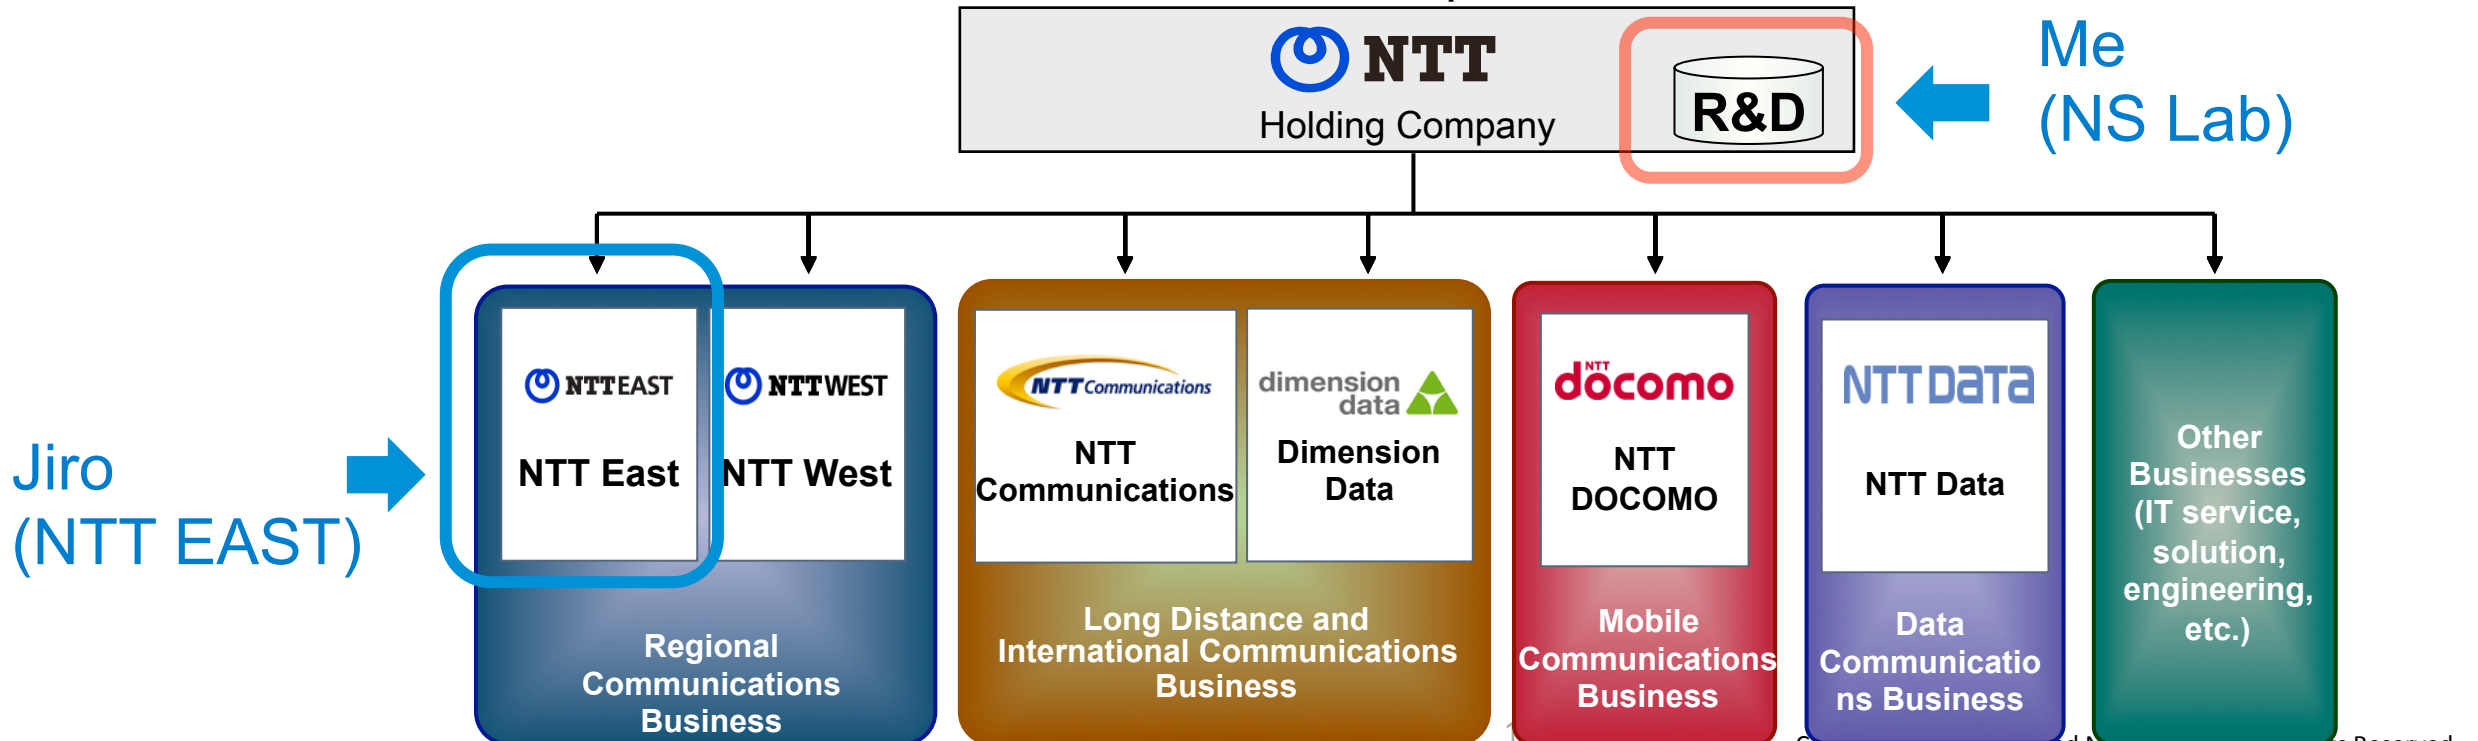 NTT
Holding Company
R&D
Me
(NS Lab)
Jiro
(NTT EAST)
NTT EAST
NTT East
NTT WEST
NTT West
Regional
Communications
Business
NTT Communications
NTT
Communications
dimension
data
Dimension
Data
Long Distance and
International Communications
Business
NTT
docomo
NTT
DOCOMO
Mobile
Communications
Business
NTT DATA
NTT Data
Data
Communicatio
ns Business
Other
Businesses
(IT service,
solution,
engineering,
etc.)
Reserved